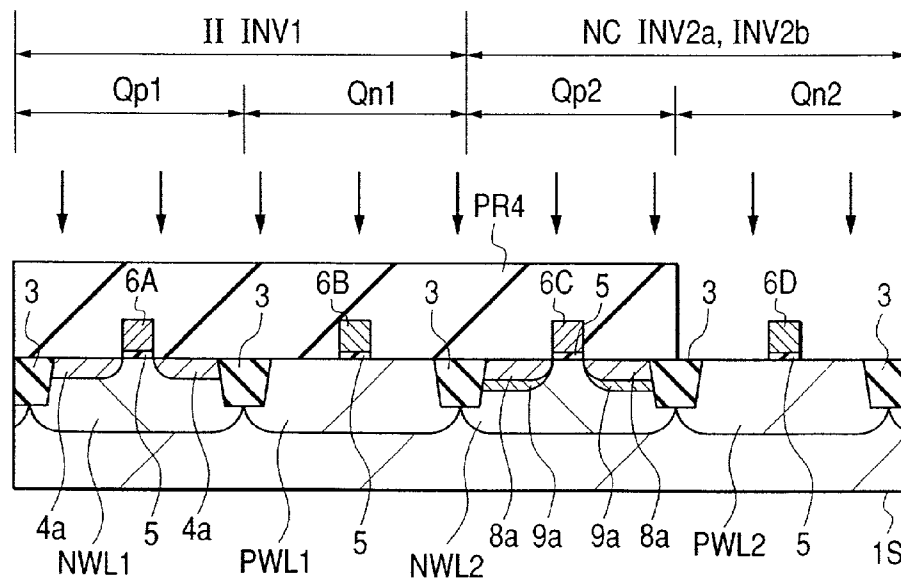 II INV1 NC INV2a, INV2b
Qp1 Qn1 Qp2 Qn2
PR4
3 6A 3 6B 3 6C 5 3 6D 3
4a 5 4a 5 8a 9a 9a 8a 5 1S
NWL1 PWL1 NWL2 PWL2